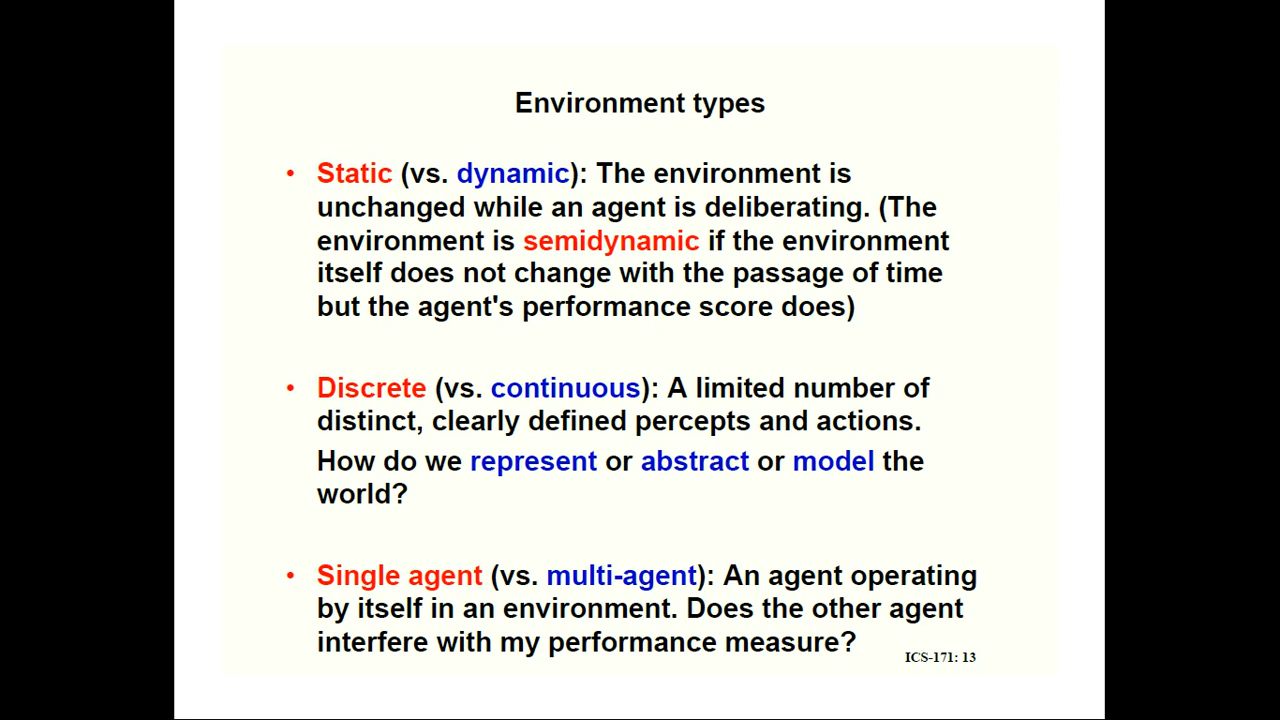 Environment types
• Static (vs. dynamic): The environment is
unchanged while an agent is deliberating. (The
environment is semidynamic if the environment
itself does not change with the passage of time
but the agent's performance score does)
• Discrete (vs. continuous): A limited number of
distinct, clearly defined percepts and actions.
How do we represent or abstract or model the
world?
• Single agent (vs. multi-agent): An agent operating
by itself in an environment. Does the other agent
interfere with my performance measure?
ICS-171: 13